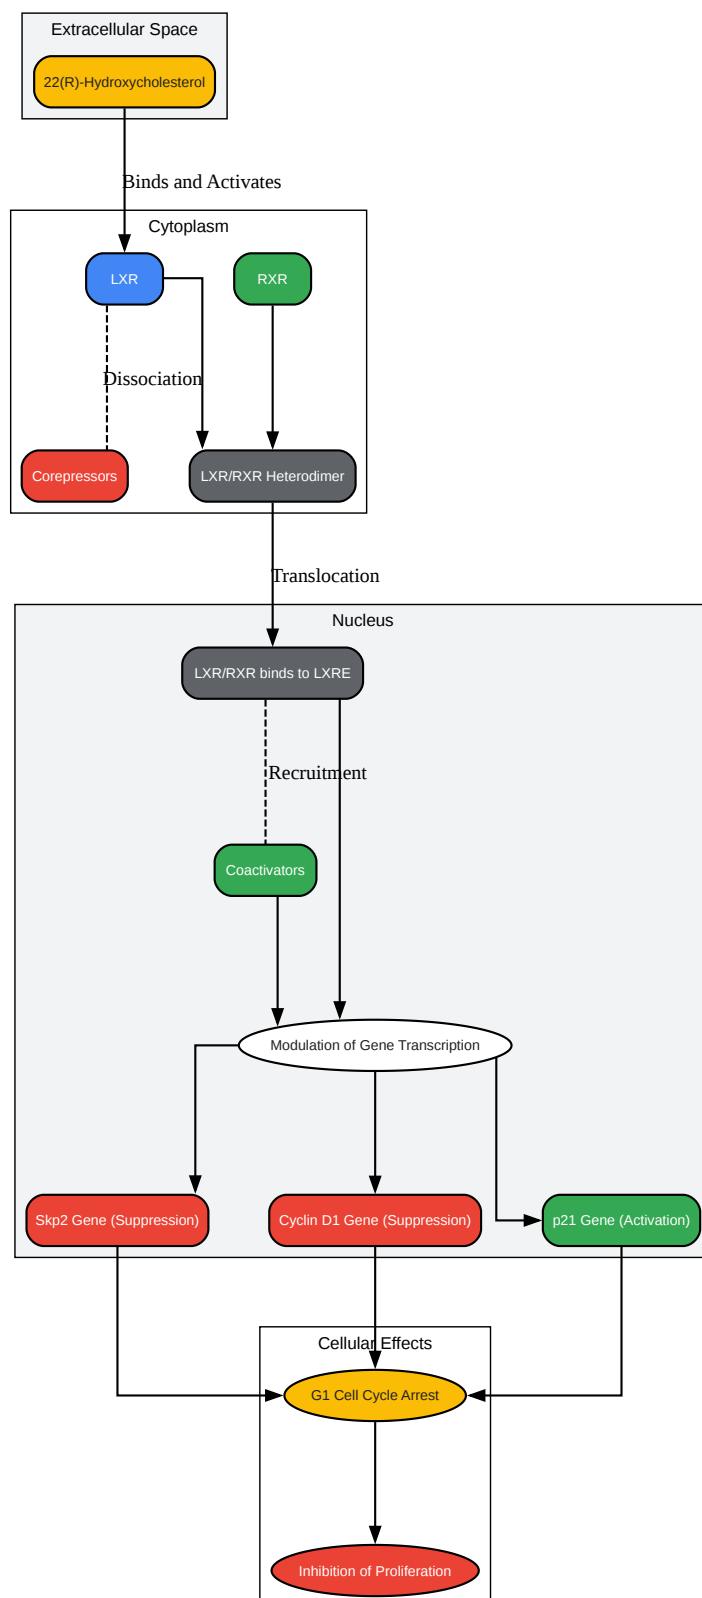 Extracellular Space
22(R)-Hydroxycholesterol
Binds and Activates
Cytoplasm
LXR
RXR
Dissociation
Corepressors
LXR/RXR Heterodimer
Translocation
Nucleus
LXR/RXR binds to LXRE
Recruitment
Coactivators
Modulation of Gene Transcription
Skp2 Gene (Suppression)
Cyclin D1 Gene (Suppression)
p21 Gene (Activation)
Cellular Effects
G1 Cell Cycle Arrest
Inhibition of Proliferation